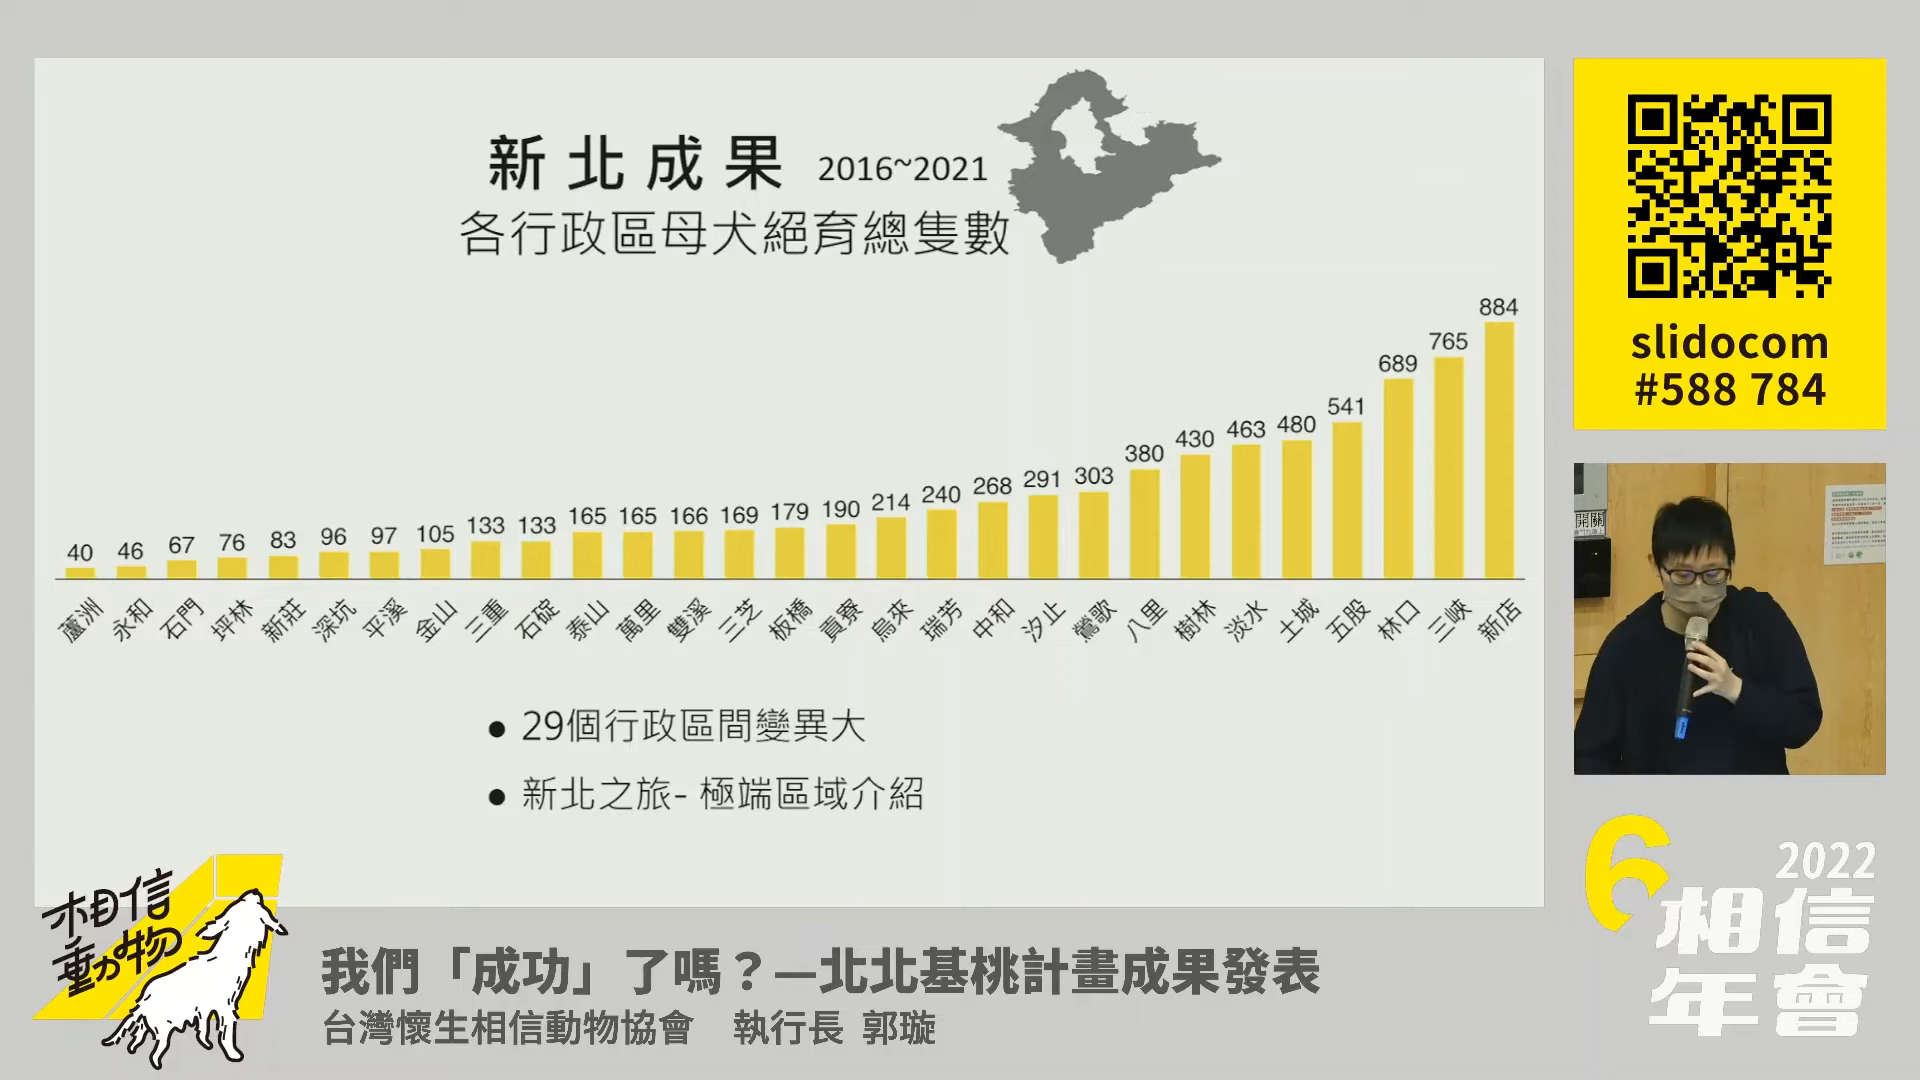 新北成果 2016~2021
各行政區母犬絕育總隻數
40 46 67 76 83 96 97 105 133 133 165 165 166 169 179 190 214 240 268 291 303 380 430 463 480 541 689 765 884
蘆洲 永和 石門 坪林 新莊 深坑 平溪 金山 三重 石碇 泰山 萬里 雙溪 三芝 板橋 貢寮 烏來 瑞芳 中和 汐止 鶯歌 八里 樹林 淡水 土城 五股 林口 三峽 新店
● 29個行政區間變異大
● 新北之旅- 極端區域介紹
slidocom
#588 784
開關
6 2022
相信
年會
相信
動物
我們「成功」了嗎？—北北基桃計畫成果發表
台灣懷生相信動物協會 執行長 郭璇